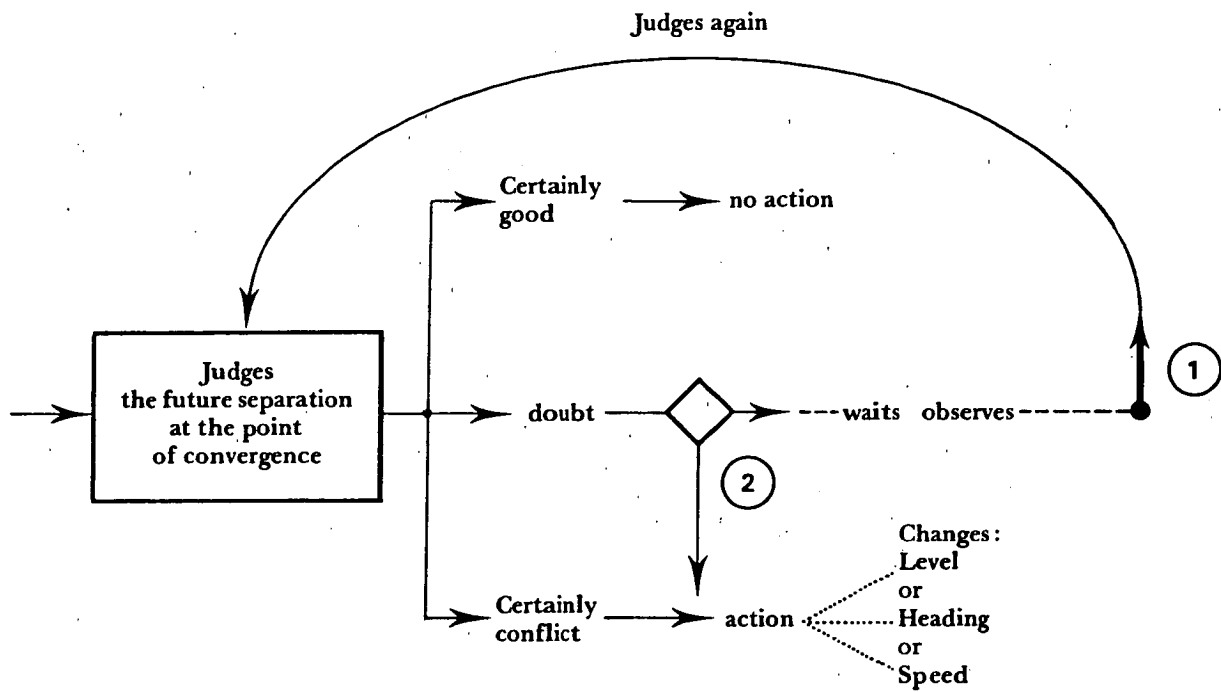 Judges again
Certainly
good
no action
Judges
the future separation
at the point
of convergence
doubt
waits observes
1
2
Certainly
conflict
action
Changes:
Level
or
Heading
or
Speed